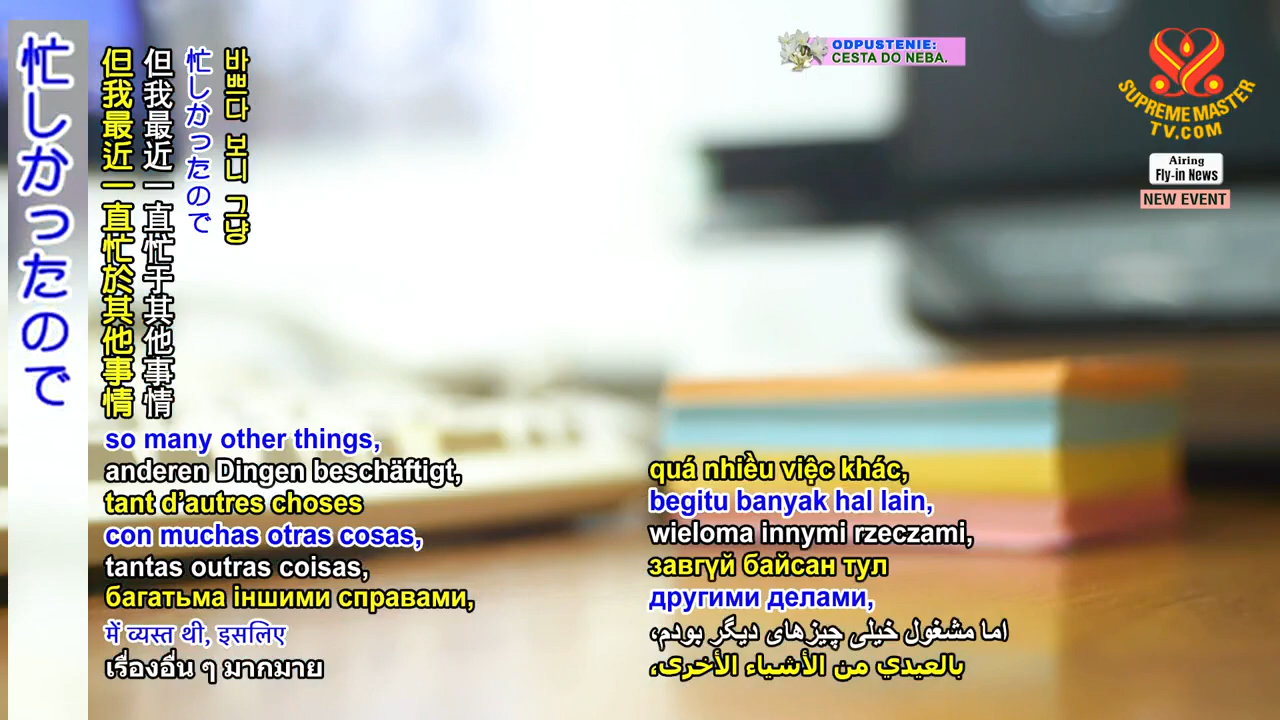 忙しかったので
但我最近一直忙於其他事情
但我最近一直忙于其他事情
忙しかったので
바쁘다 보니 그냥
ODPUSTENIE:
CESTA DO NEBA.
SUPREME MASTER
TV.COM
Airing
Fly-in News
NEW EVENT
so many other things,
anderen Dingen beschäftigt,
tant d'autres choses
con muchas otras cosas,
tantas outras coisas,
багатьма іншими справами,
में व्यस्त थी, इसलिए
เรื่องอื่น ๆ มากมาย
quá nhiều việc khác,
begitu banyak hal lain,
wieloma innymi rzeczami,
завгүй байсан тул
другими делами,
اما مشغول خیلی چیزهای دیگر بودم،
بالعيدي من الأشياء الأخرى،